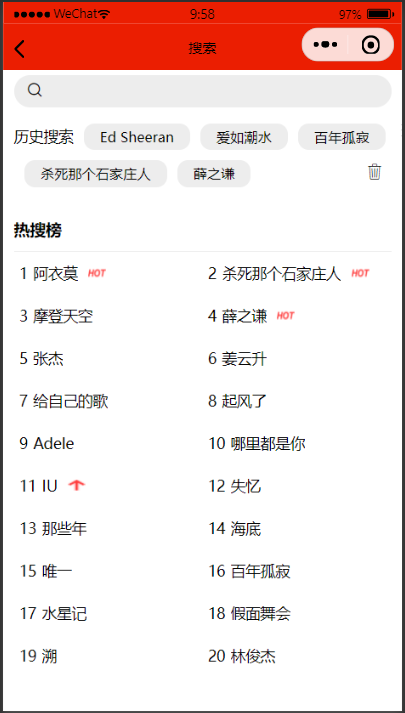 WeChat 9:58 97%
搜索
历史搜索 Ed Sheeran 爱如潮水 百年孤寂
杀死那个石家庄人 薛之谦
热搜榜
1 阿衣莫 HOT 2 杀死那个石家庄人 HOT
3 摩登天空 4 薛之谦 HOT
5 张杰 6 姜云升
7 给自己的歌 8 起风了
9 Adele 10 哪里都是你
11 IU 12 失忆
13 那些年 14 海底
15 唯一 16 百年孤寂
17 水星记 18 假面舞会
19 溯 20 林俊杰